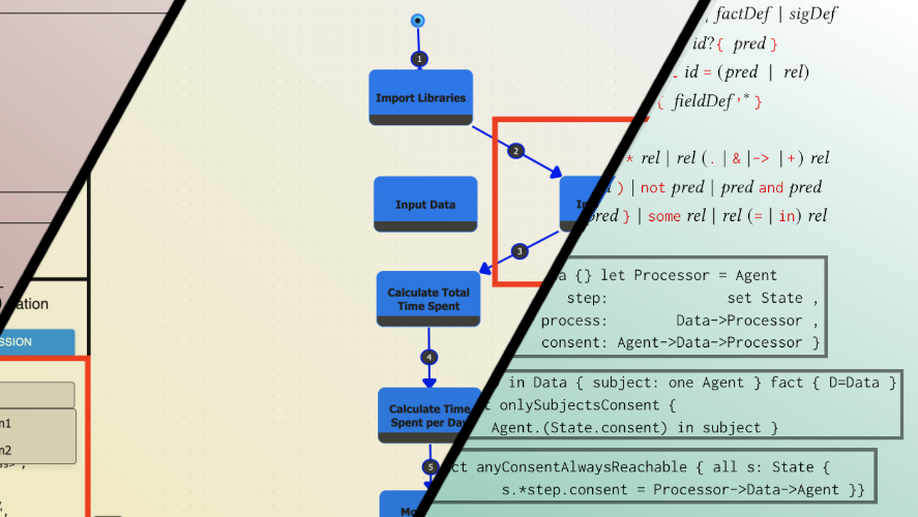 ation
SSION
n1
n2
1
Import Libraries
2
Input Data
3
Calculate Total
Time Spent
4
Calculate Time
Spent per Day
5
factDef | sigDef
id?{ pred }
id = (pred | rel)
{ fieldDef,* }
* rel | rel (. | & |-> |+) rel
) | not pred | pred and pred
pred } | some rel | rel (= | in) rel
a {} let Processor = Agent
step: set State ,
process: Data->Processor ,
consent: Agent->Data->Processor }
in Data { subject: one Agent } fact { D=Data }
onlySubjectsConsent {
Agent.(State.consent) in subject }
ct anyConsentAlwaysReachable { all s: State {
s.*step.consent = Processor->Data->Agent }}